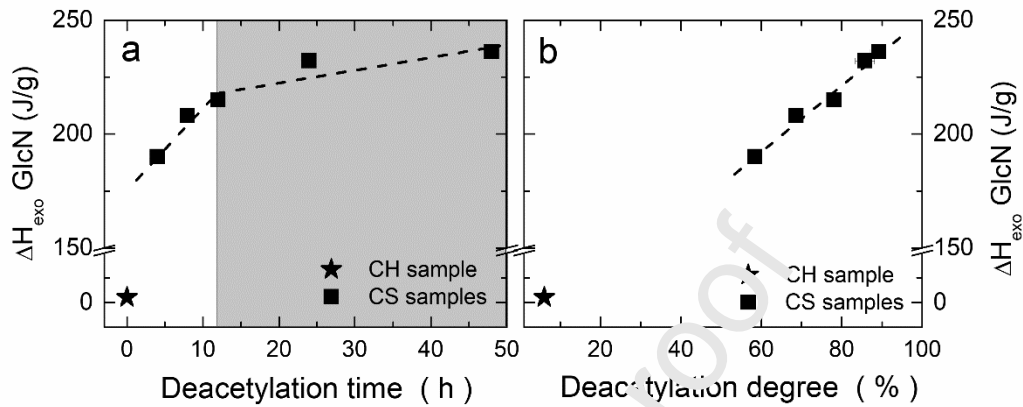 a
250
200
150
0
ΔHexo GlcN (J/g)
CH sample
CS samples
0 10 20 30 40 50
Deacetylation time ( h )
b
250
200
150
0
ΔHexo GlcN (J/g)
CH sample
CS samples
20 40 60 80 100
Deacetylation degree ( % )
roof